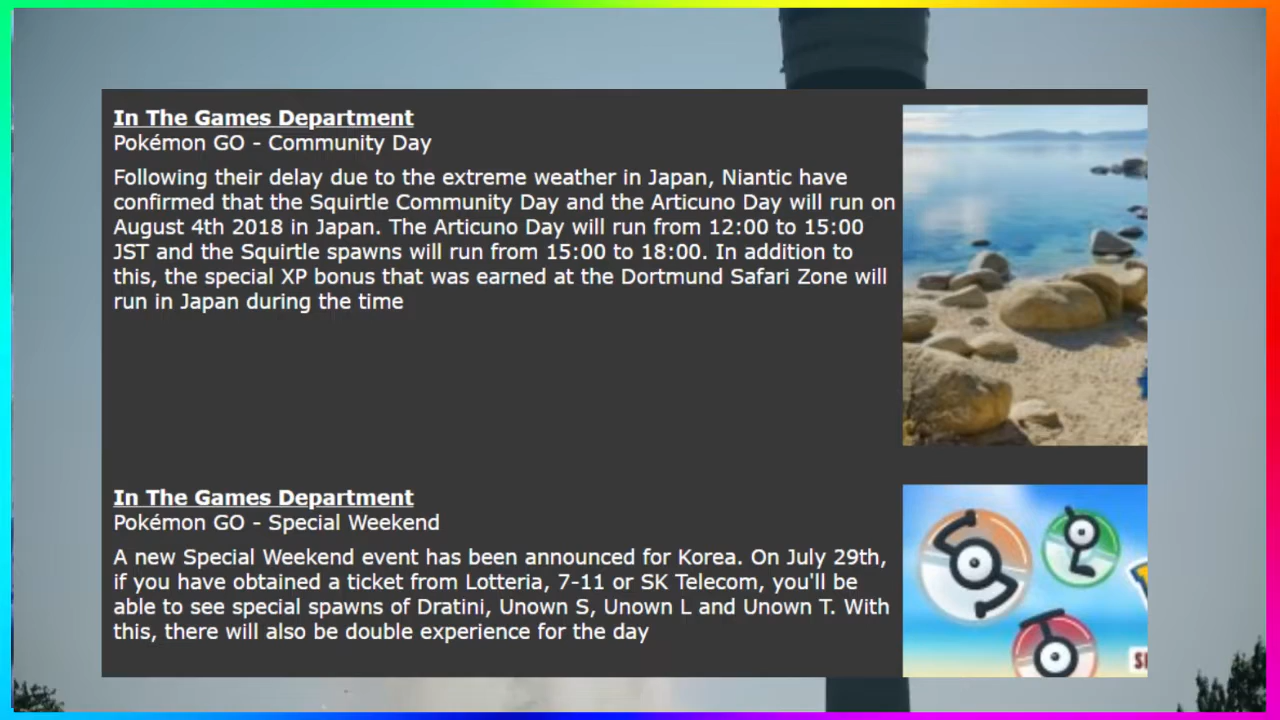 In The Games Department
Pokémon GO - Community Day
Following their delay due to the extreme weather in Japan, Niantic have
confirmed that the Squirtle Community Day and the Articuno Day will run on
August 4th 2018 in Japan. The Articuno Day will run from 12:00 to 15:00
JST and the Squirtle spawns will run from 15:00 to 18:00. In addition to
this, the special XP bonus that was earned at the Dortmund Safari Zone will
run in Japan during the time
In The Games Department
Pokémon GO - Special Weekend
A new Special Weekend event has been announced for Korea. On July 29th,
if you have obtained a ticket from Lotteria, 7-11 or SK Telecom, you'll be
able to see special spawns of Dratini, Unown S, Unown L and Unown T. With
this, there will also be double experience for the day